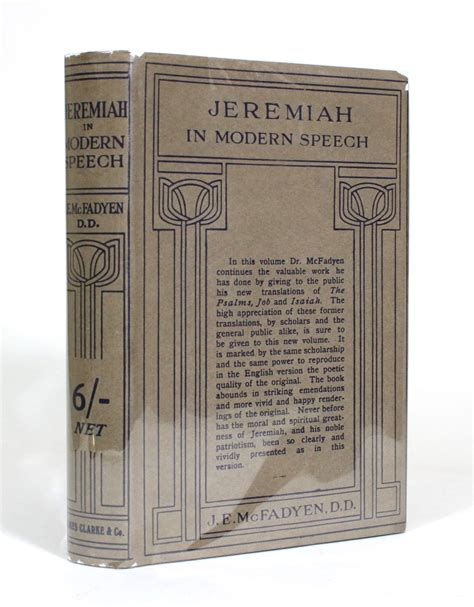 JEREMIAH
IN
MODERN
SPEECH
J.E.McFADYEN
D.D.
6/-
NET
CLARKE & Co.
JEREMIAH
IN MODERN SPEECH
In this volume Dr. McFadyen
continues the valuable work he
has done by giving to the public
his new translations of The
Psalms, Job and Isaiah. The
high appreciation of these former
translations, by scholars and the
general public alike, is sure to
be given to this new volume. It
is marked by the same scholarship
and the same power to reproduce
in the English version the poetic
quality of the original. The book
abounds in striking emendations
and more vivid and happy render-
ings of the original. Never before
has the moral and spiritual great-
ness of Jeremiah, and his noble
patriotism, been so clearly and
vividly presented as in this
version.
J.E.McFADYEN, D.D.